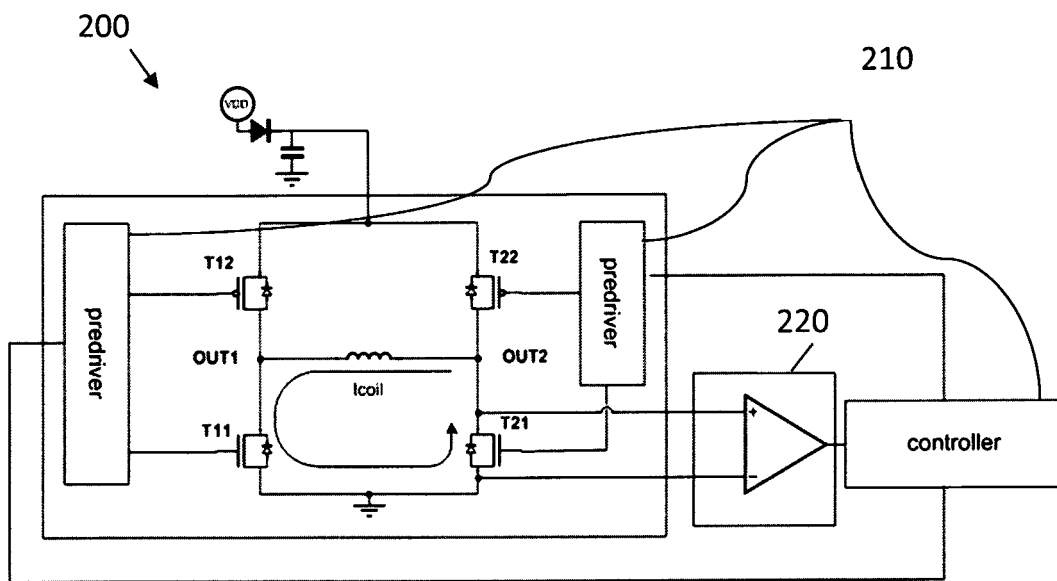 200
210
VDD
T12
T22
predriver
predriver
220
OUT1
OUT2
Icoil
T11
T21
+
−
controller